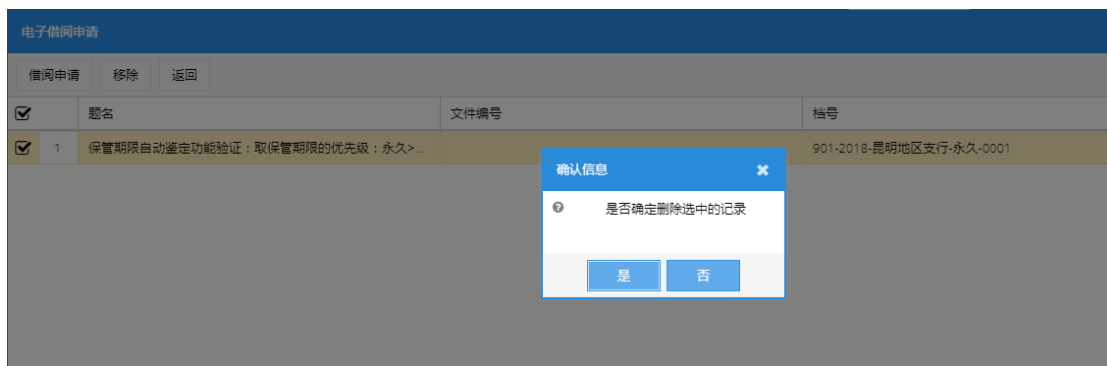 电子借阅申请
借阅申请 移除 返回
题名 文件编号 档号
1 保管期限自动鉴定功能验证：取保管期限的优先级：永久>... 901-2018-昆明地区支行-永久-0001
确认信息
是否确定删除选中的记录
是 否